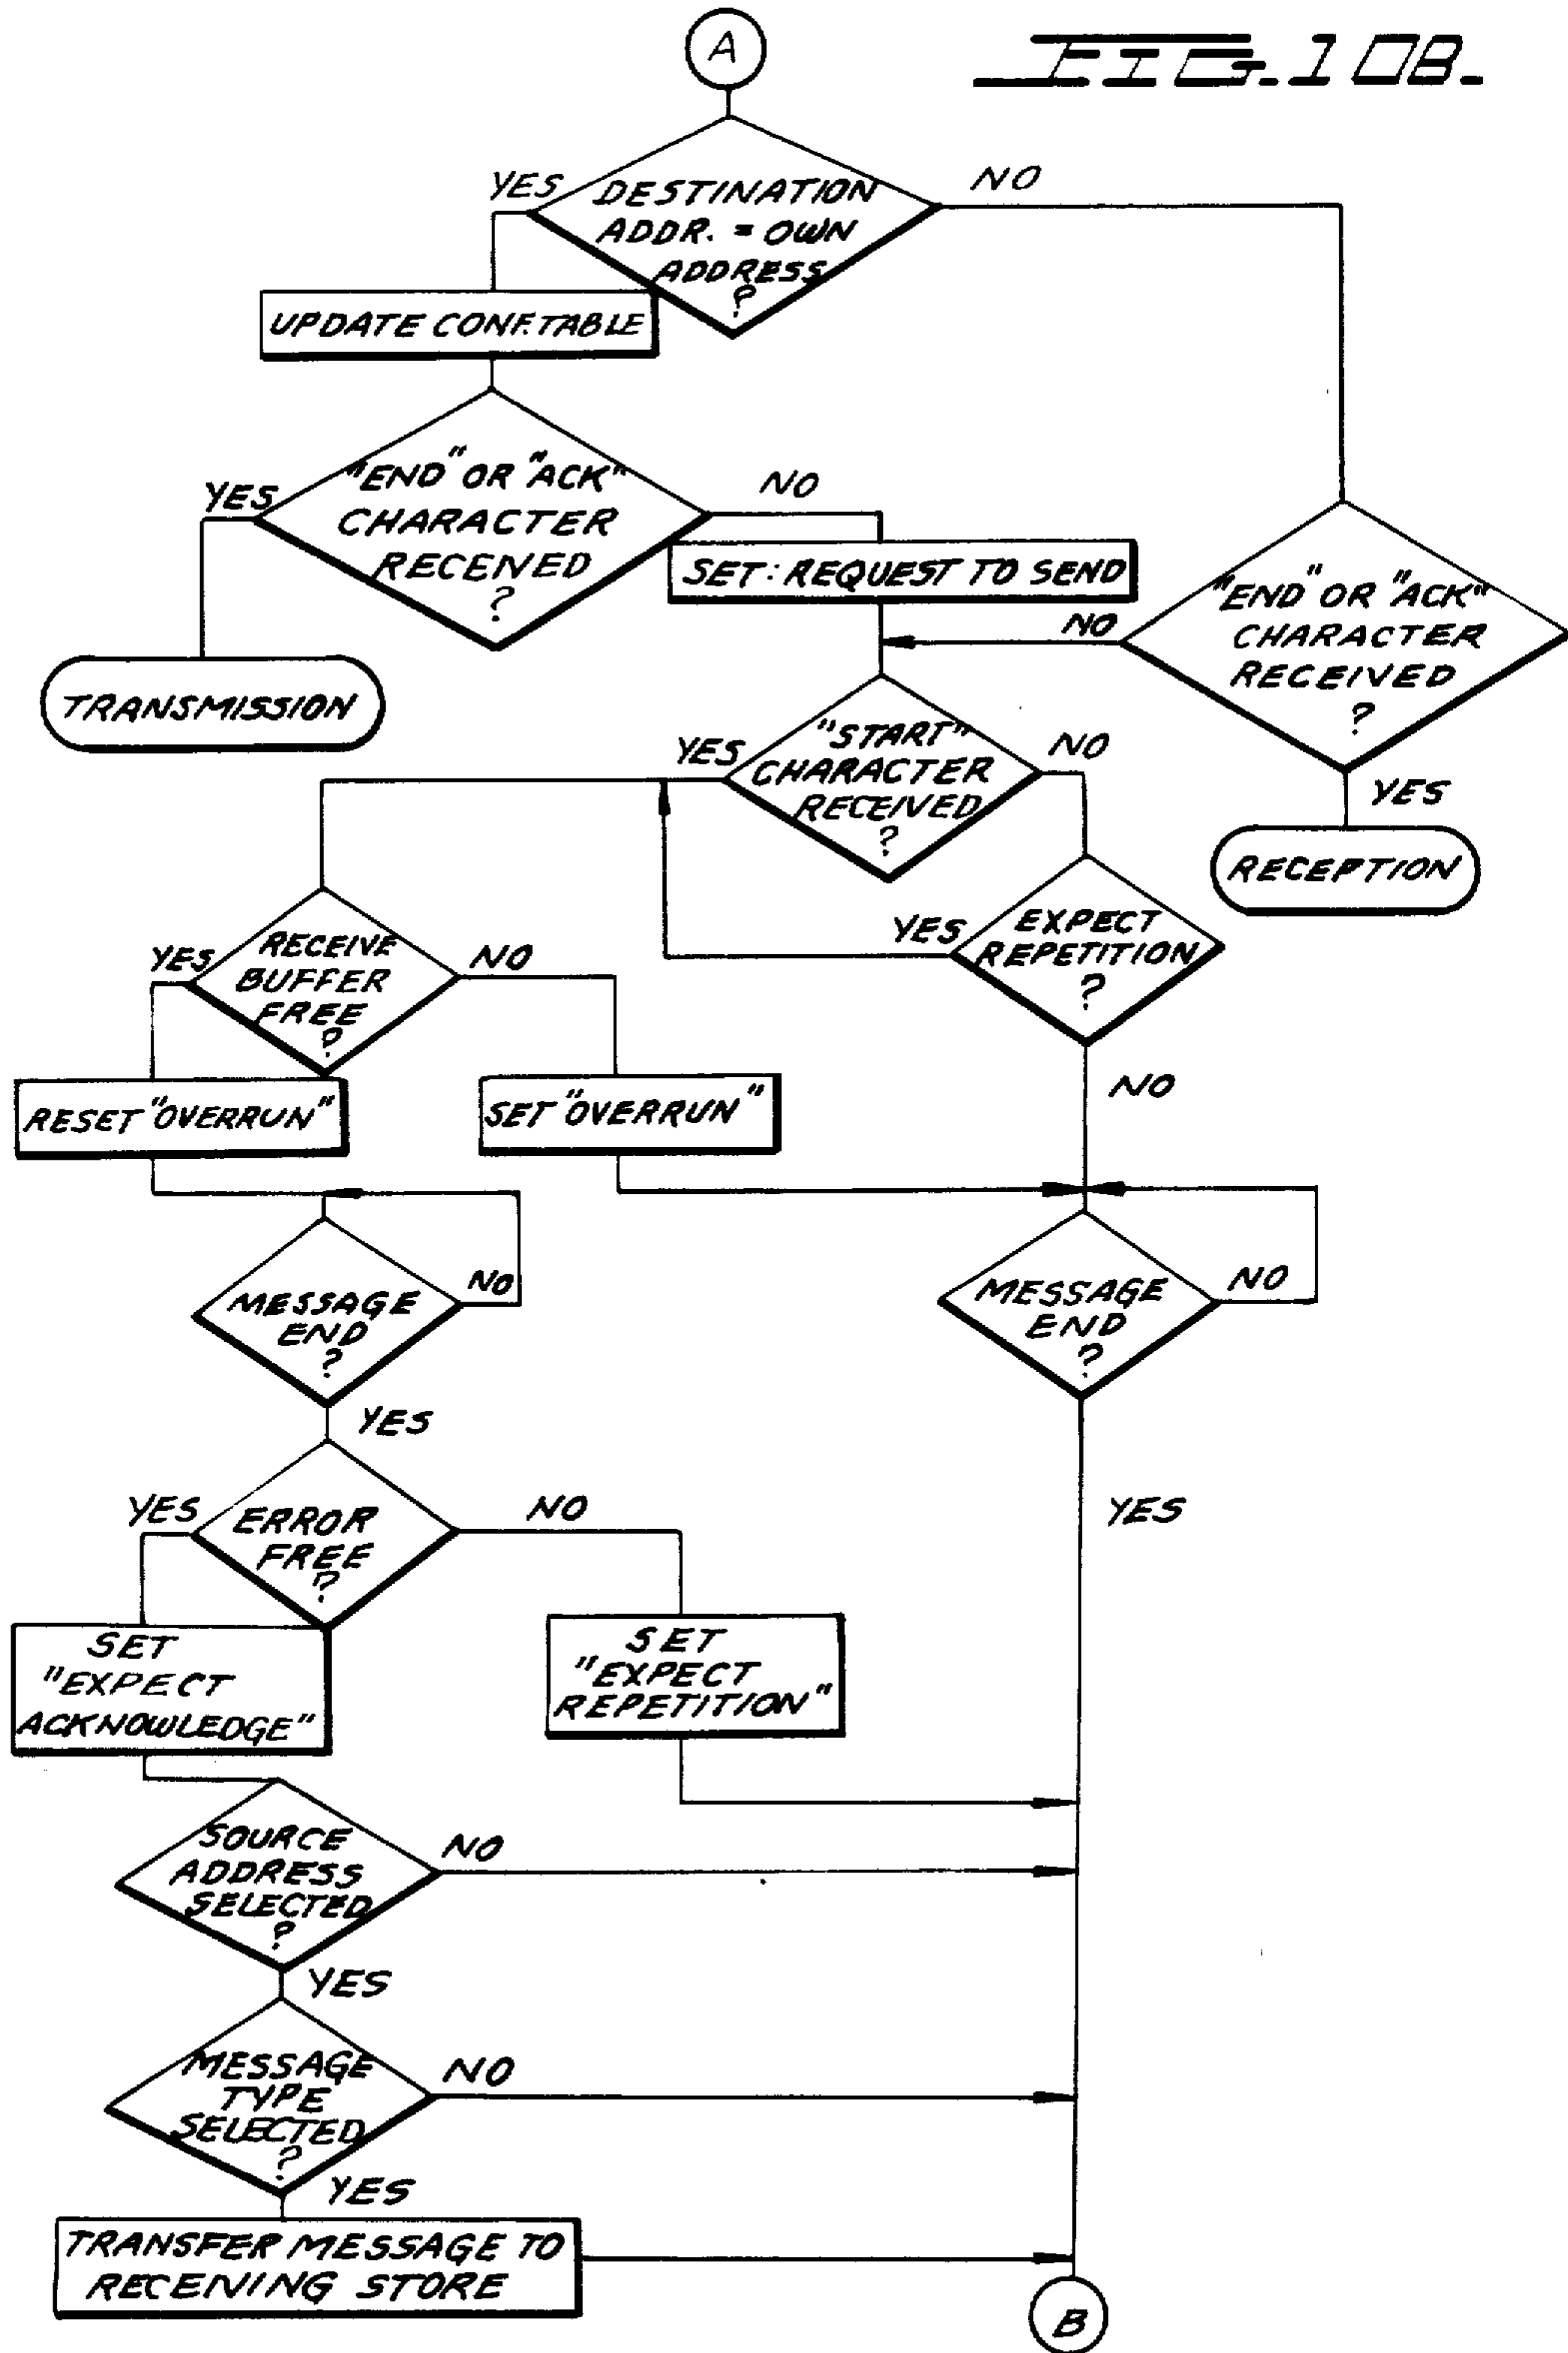 A
FIG. 10B.
YES
DESTINATION
ADDR. = OWN
ADDRESS
?
NO
UPDATE CONF.TABLE
YES
"END" OR "ACK"
CHARACTER
RECEIVED
?
NO
SET: REQUEST TO SEND
"END" OR "ACK"
CHARACTER
RECEIVED
?
NO
YES
TRANSMISSION
RECEPTION
YES
"START"
CHARACTER
RECEIVED
?
NO
YES
EXPECT
REPETITION
?
NO
YES
RECEIVE
BUFFER
FREE
?
NO
RESET "OVERRUN"
SET "OVERRUN"
MESSAGE
END
?
NO
YES
MESSAGE
END
?
NO
YES
YES
ERROR
FREE
?
NO
SET
"EXPECT
ACKNOWLEDGE"
SET
"EXPECT
REPETITION"
SOURCE
ADDRESS
SELECTED
?
NO
YES
MESSAGE
TYPE
SELECTED
?
NO
YES
TRANSFER MESSAGE TO
RECEIVING STORE
B